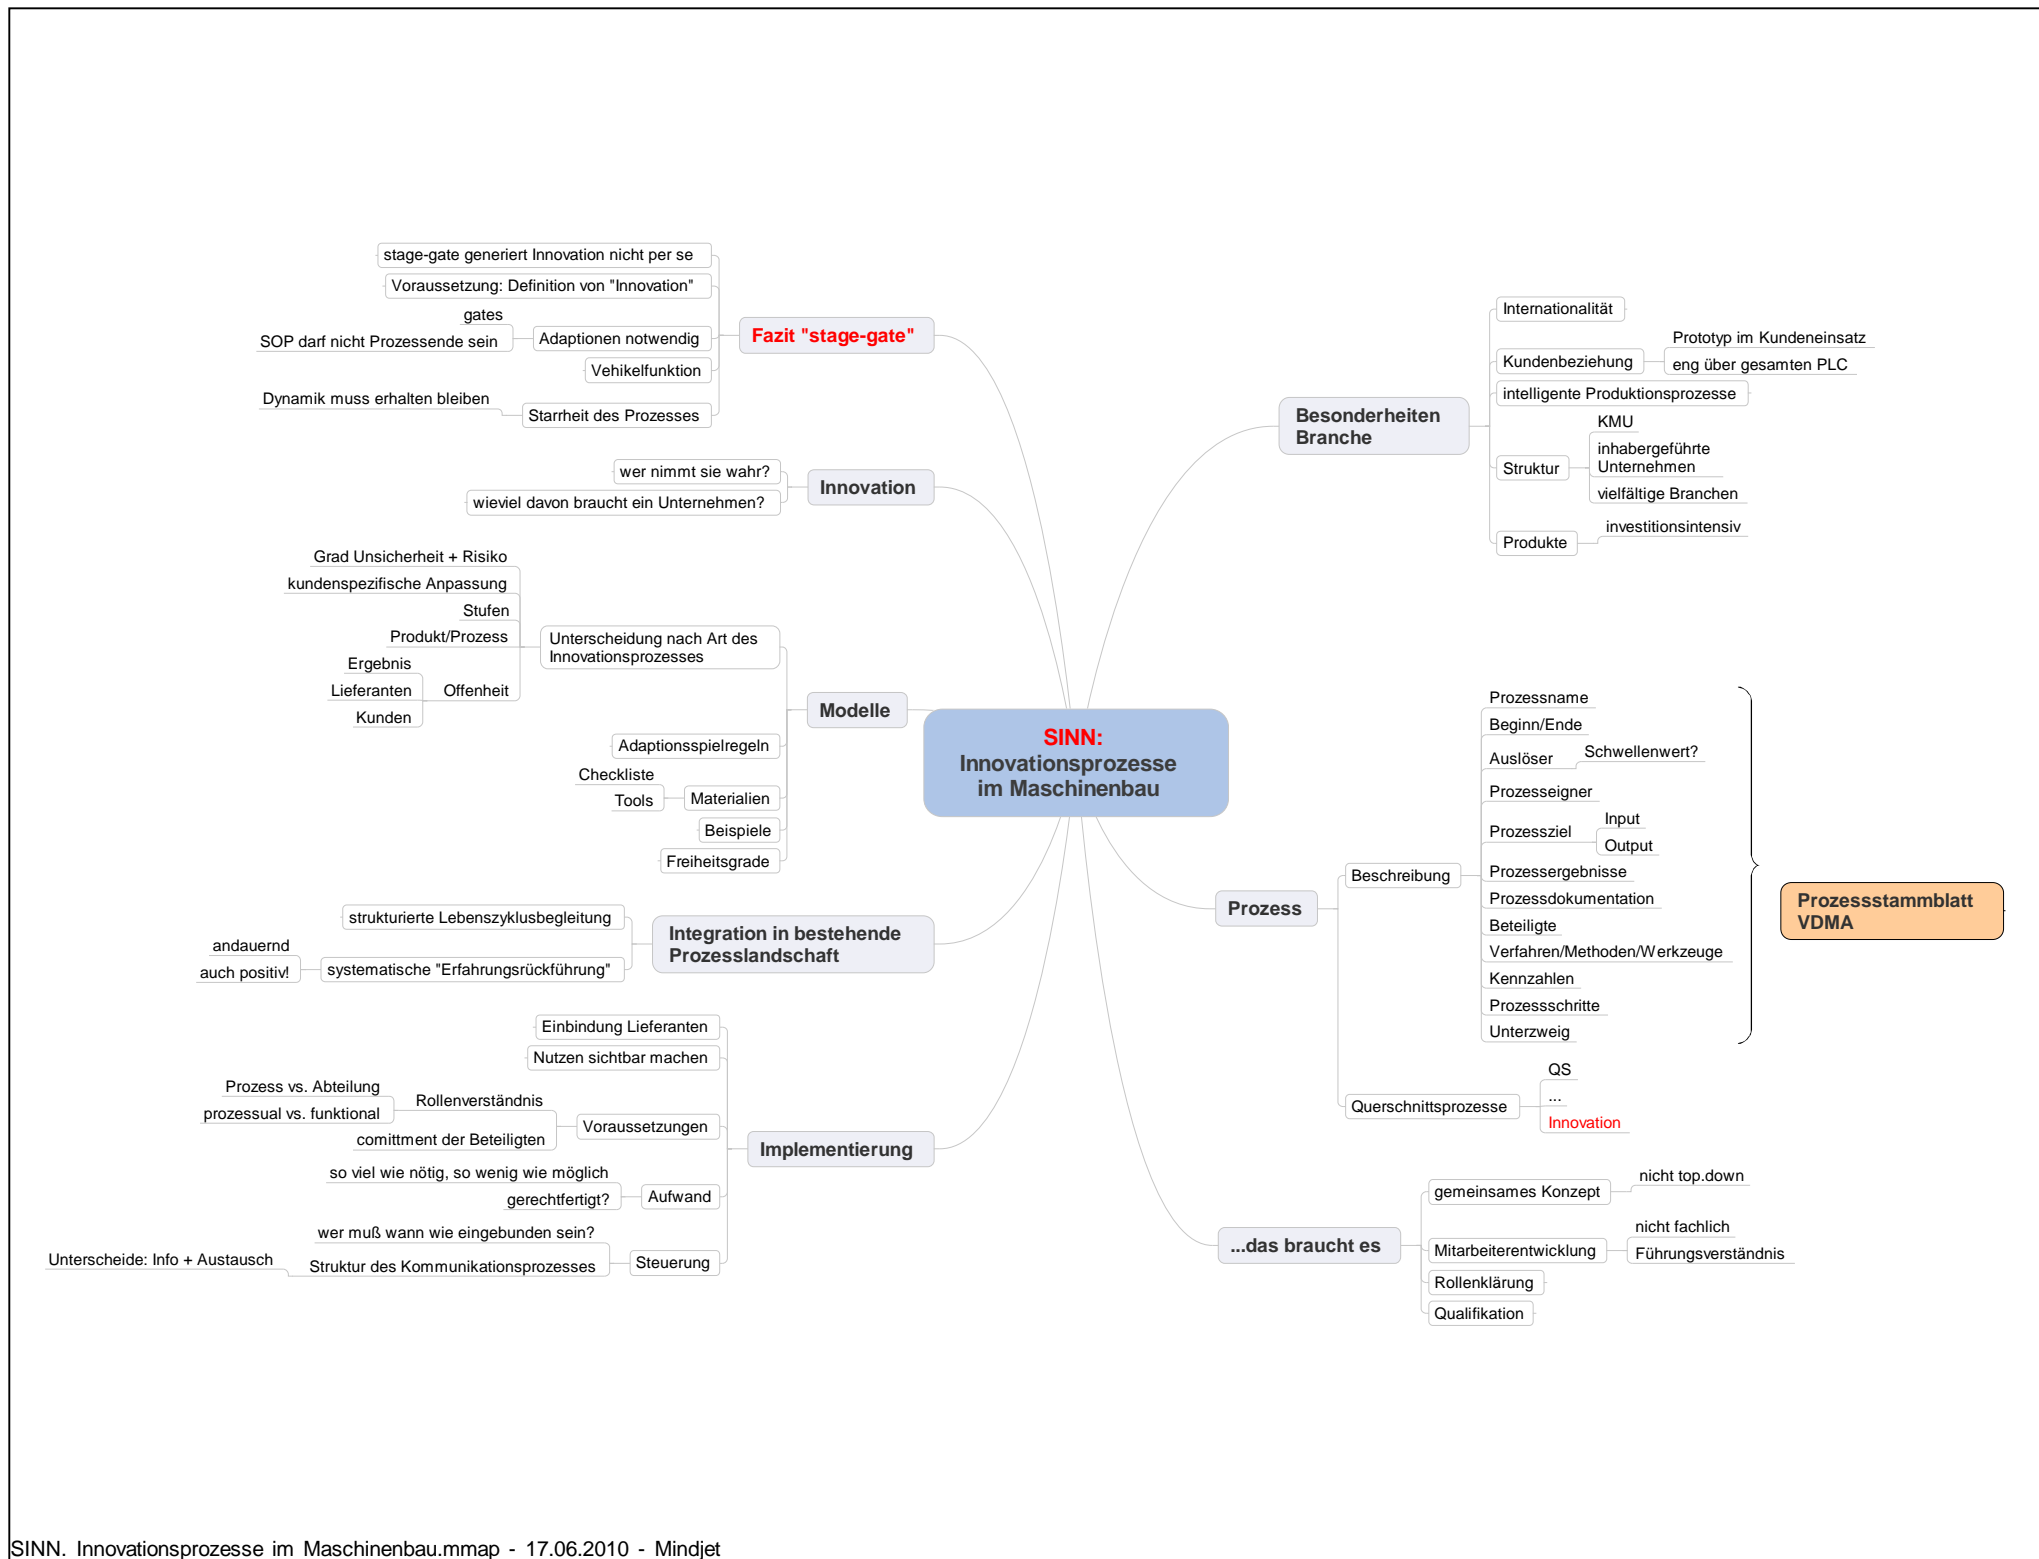 stage-gate generiert Innovation nicht per se
Voraussetzung: Definition von "Innovation"
gates
SOP darf nicht Prozessende sein
Adaptionen notwendig
Vehikelfunktion
Dynamik muss erhalten bleiben
Starrheit des Prozesses
Fazit "stage-gate"
wer nimmt sie wahr?
wieviel davon braucht ein Unternehmen?
Innovation
Grad Unsicherheit + Risiko
kundenspezifische Anpassung
Stufen
Produkt/Prozess
Ergebnis
Lieferanten
Kunden
Offenheit
Unterscheidung nach Art des
Innovationsprozesses
Adaptionsspielregeln
Checkliste
Tools
Materialien
Beispiele
Freiheitsgrade
Modelle
strukturierte Lebenszyklusbegleitung
andauernd
auch positiv!
systematische "Erfahrungsrückführung"
Integration in bestehende
Prozesslandschaft
Einbindung Lieferanten
Nutzen sichtbar machen
Prozess vs. Abteilung
prozessual vs. funktional
Rollenverständnis
comittment der Beteiligten
Voraussetzungen
so viel wie nötig, so wenig wie möglich
gerechtfertigt?
Aufwand
wer muß wann wie eingebunden sein?
Unterscheide: Info + Austausch
Struktur des Kommunikationsprozesses
Steuerung
Implementierung
SINN:
Innovationsprozesse
im Maschinenbau
Besonderheiten
Branche
Internationalität
Kundenbeziehung
Prototyp im Kundeneinsatz
eng über gesamten PLC
intelligente Produktionsprozesse
Struktur
KMU
inhabergeführte
Unternehmen
vielfältige Branchen
Produkte
investitionsintensiv
Prozess
Beschreibung
Prozessname
Beginn/Ende
Auslöser
Schwellenwert?
Prozesseigner
Prozessziel
Input
Output
Prozessergebnisse
Prozessdokumentation
Beteiligte
Verfahren/Methoden/Werkzeuge
Kennzahlen
Prozessschritte
Unterzweig
Prozessstammblatt
VDMA
Querschnittsprozesse
QS
...
Innovation
...das braucht es
gemeinsames Konzept
nicht top.down
Mitarbeiterentwicklung
nicht fachlich
Führungsverständnis
Rollenklärung
Qualifikation
SINN. Innovationsprozesse im Maschinenbau.mmap - 17.06.2010 - Mindjet